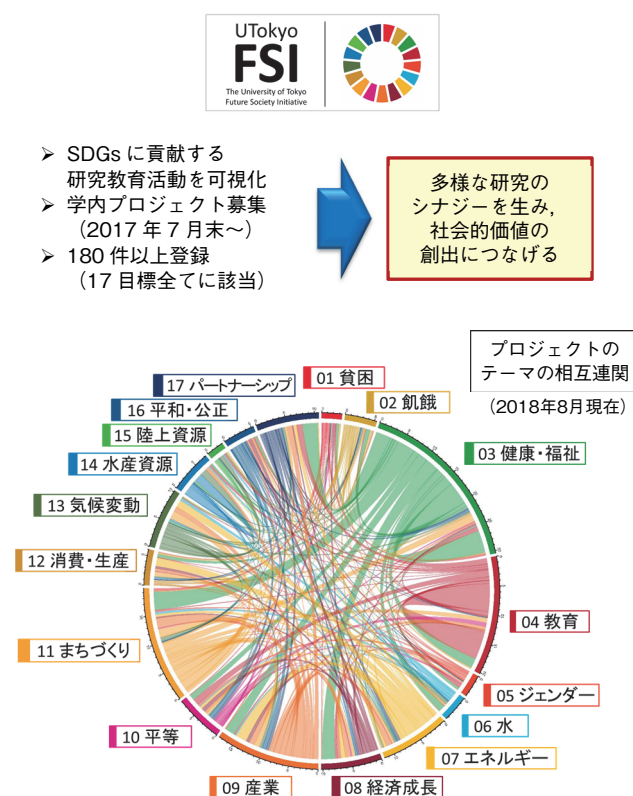 UTokyo
FSI
The University of Tokyo
Future Society Initiative
➢ SDGs に貢献する
研究教育活動を可視化
➢ 学内プロジェクト募集
（2017 年 7 月末～）
➢ 180 件以上登録
（17 目標全てに該当）
多様な研究の
シナジーを生み，
社会的価値の
創出につなげる
プロジェクトの
テーマの相互連関
（2018年8月現在）
01 貧困
02 飢餓
03 健康・福祉
04 教育
05 ジェンダー
06 水
07 エネルギー
08 経済成長
09 産業
10 平等
11 まちづくり
12 消費・生産
13 気候変動
14 水産資源
15 陸上資源
16 平和・公正
17 パートナーシップ